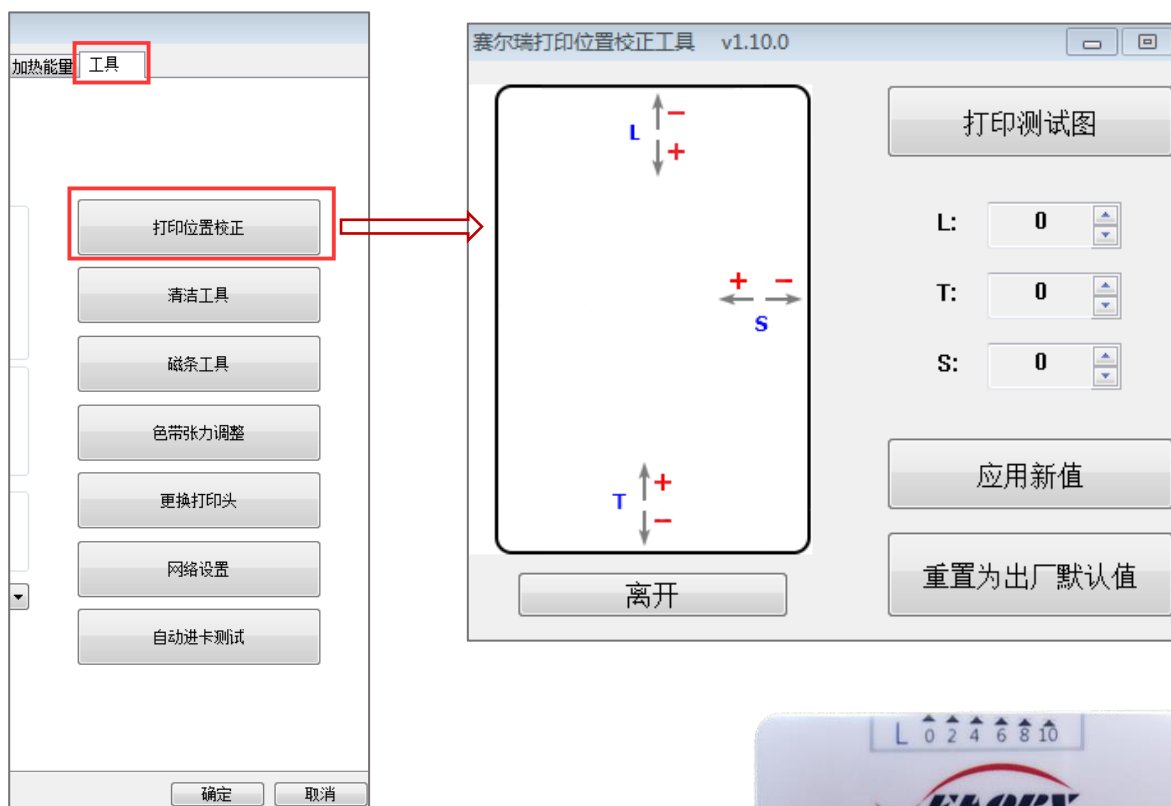 加热能量 工具
打印位置校正
清洁工具
磁条工具
色带张力调整
更换打印头
网络设置
自动进卡测试
确定 取消
赛尔瑞打印位置校正工具 v1.10.0
L
−
+
+ −
S
T
+
−
离开
打印测试图
L: 0
T: 0
S: 0
应用新值
重置为出厂默认值
L 0 2 4 6 8 10